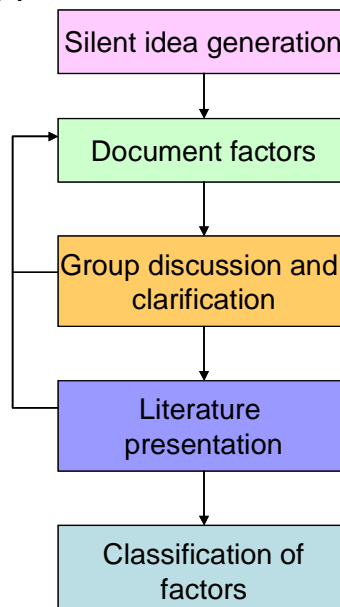 Silent idea generation
Document factors
Group discussion and
clarification
Literature
presentation
Classification of
factors